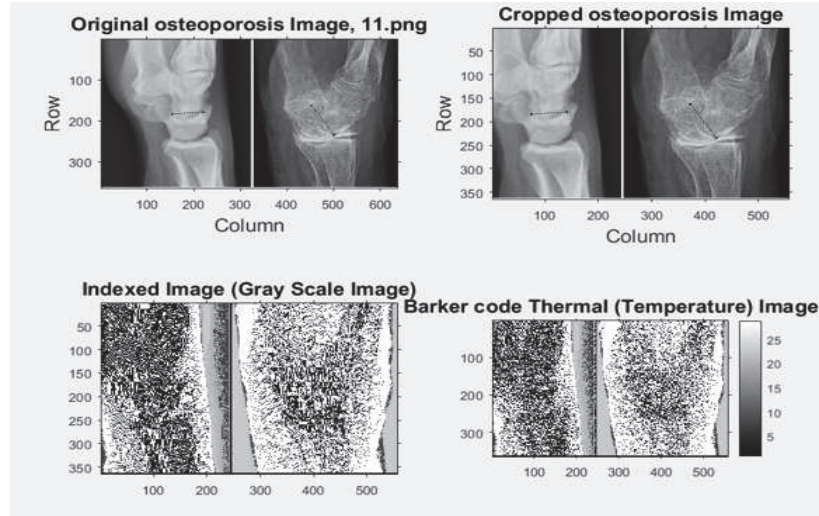 Original osteoporosis Image, 11.png
Row
100
200
300
100 200 300 400 500 600
Column
Cropped osteoporosis Image
Row
50
100
150
200
250
300
350
100 200 300 400 500
Column
Indexed Image (Gray Scale Image)
50
100
150
200
250
300
350
100 200 300 400 500
Barker code Thermal (Temperature) Image
100
200
300
100 200 300 400 500
25
20
15
10
5